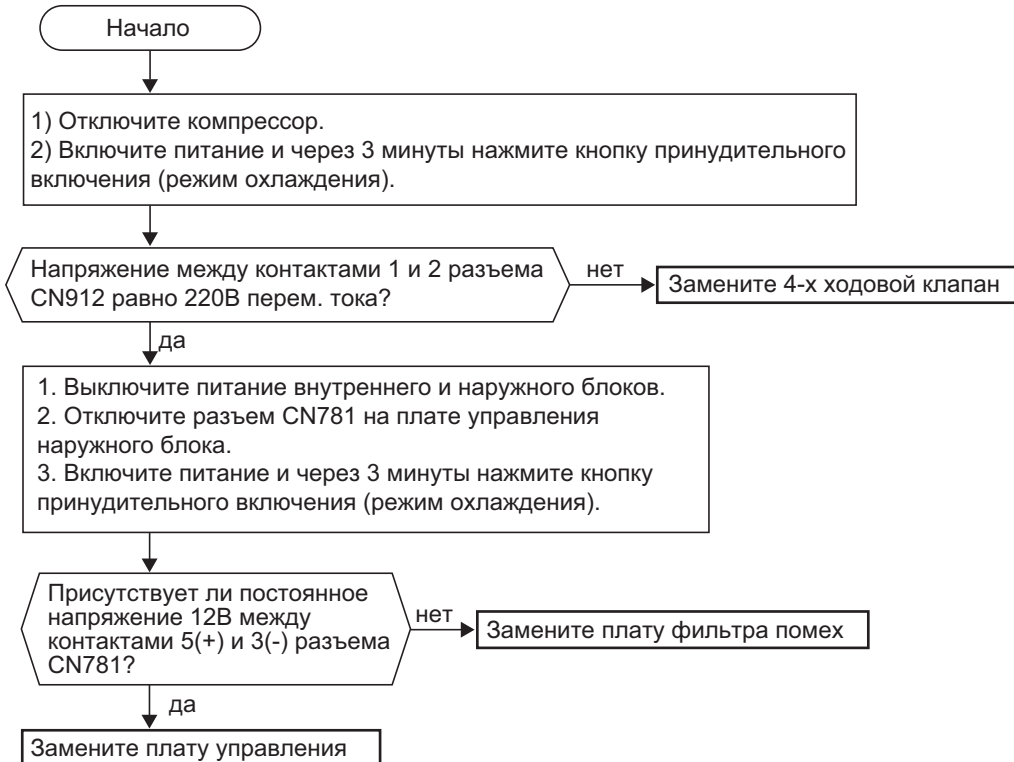 Начало
1) Отключите компрессор.
2) Включите питание и через 3 минуты нажмите кнопку принудительного
включения (режим охлаждения).
Напряжение между контактами 1 и 2 разъема
CN912 равно 220В перем. тока?
нет
Замените 4-х ходовой клапан
да
1. Выключите питание внутреннего и наружного блоков.
2. Отключите разъем CN781 на плате управления
наружного блока.
3. Включите питание и через 3 минуты нажмите кнопку
принудительного включения (режим охлаждения).
Присутствует ли постоянное
напряжение 12В между
контактами 5(+) и 3(-) разъема
CN781?
нет
Замените плату фильтра помех
да
Замените плату управления